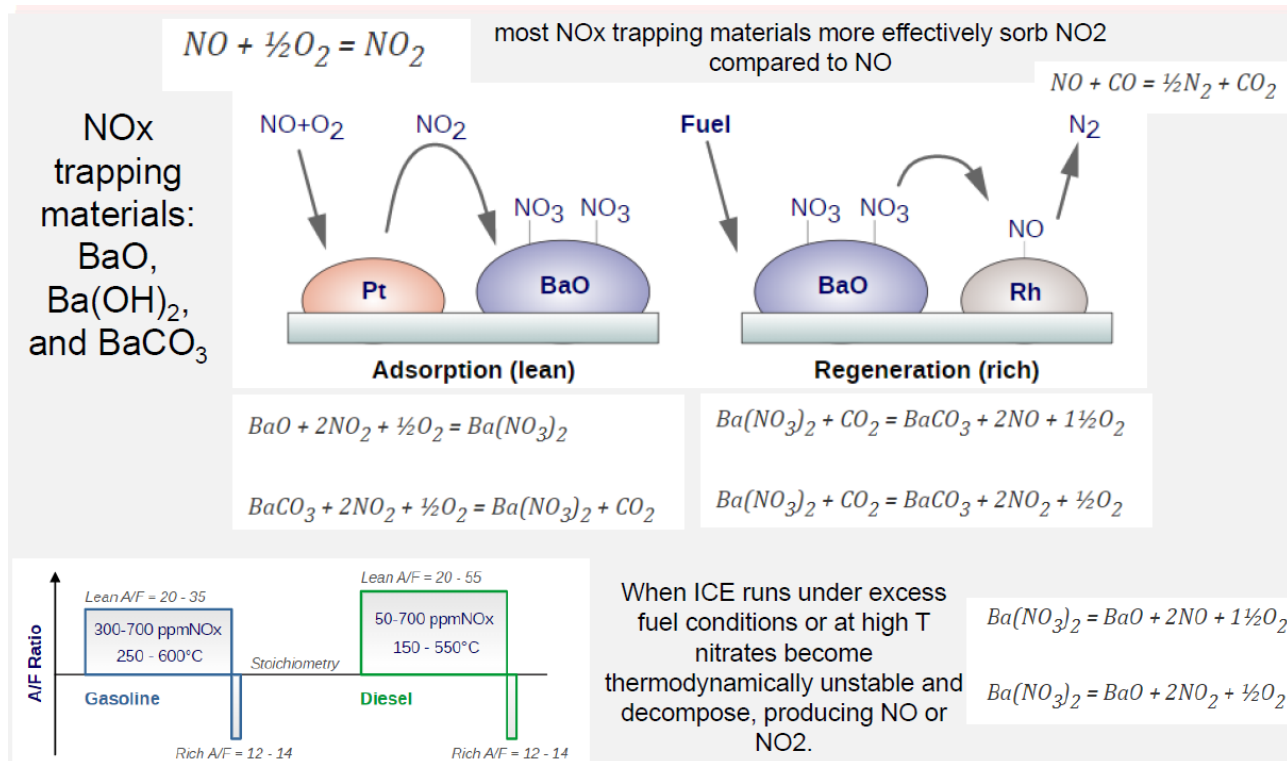 NO + ½O₂ = NO₂
most NOx trapping materials more effectively sorb NO2
compared to NO
NO + CO = ½N₂ + CO₂
NOx
trapping
materials:
BaO,
Ba(OH)₂,
and BaCO₃
NO+O₂
NO₂
NO₃ NO₃
Pt
BaO
Adsorption (lean)
Fuel
N₂
NO₃ NO₃
NO
BaO
Rh
Regeneration (rich)
BaO + 2NO₂ + ½O₂ = Ba(NO₃)₂
BaCO₃ + 2NO₂ + ½O₂ = Ba(NO₃)₂ + CO₂
Ba(NO₃)₂ + CO₂ = BaCO₃ + 2NO + 1½O₂
Ba(NO₃)₂ + CO₂ = BaCO₃ + 2NO₂ + ½O₂
A/F Ratio
Lean A/F = 20 - 35
300-700 ppmNOx
250 - 600°C
Gasoline
Stoichiometry
Rich A/F = 12 - 14
Lean A/F = 20 - 55
50-700 ppmNOx
150 - 550°C
Diesel
Rich A/F = 12 - 14
When ICE runs under excess
fuel conditions or at high T
nitrates become
thermodynamically unstable and
decompose, producing NO or
NO2.
Ba(NO₃)₂ = BaO + 2NO + 1½O₂
Ba(NO₃)₂ = BaO + 2NO₂ + ½O₂